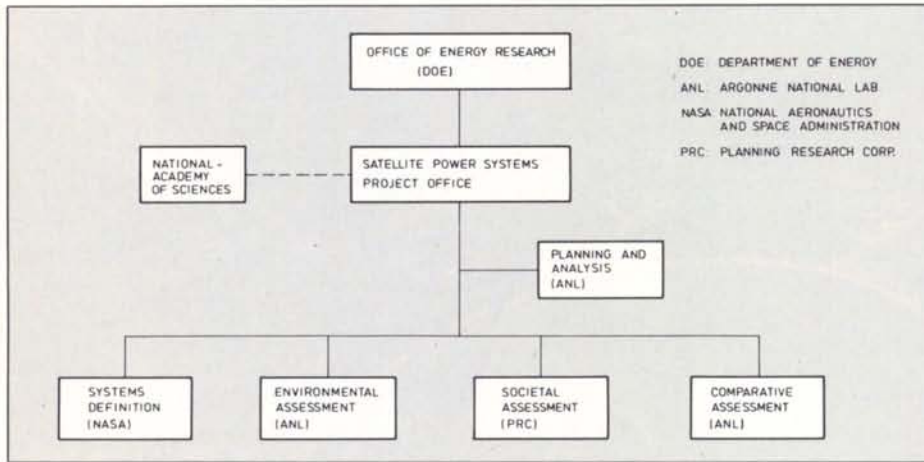 OFFICE OF ENERGY RESEARCH
(DOE)
DOE: DEPARTMENT OF ENERGY
ANL: ARGONNE NATIONAL LAB.
NASA: NATIONAL AERONAUTICS
AND SPACE ADMINISTRATION
PRC: PLANNING RESEARCH CORP.
NATIONAL-
ACADEMY
OF SCIENCES
SATELLITE POWER SYSTEMS
PROJECT OFFICE
PLANNING AND
ANALYSIS
(ANL)
SYSTEMS
DEFINITION
(NASA)
ENVIRONMENTAL
ASSESSMENT
(ANL)
SOCIETAL
ASSESSMENT
(PRC)
COMPARATIVE
ASSESSMENT
(ANL)